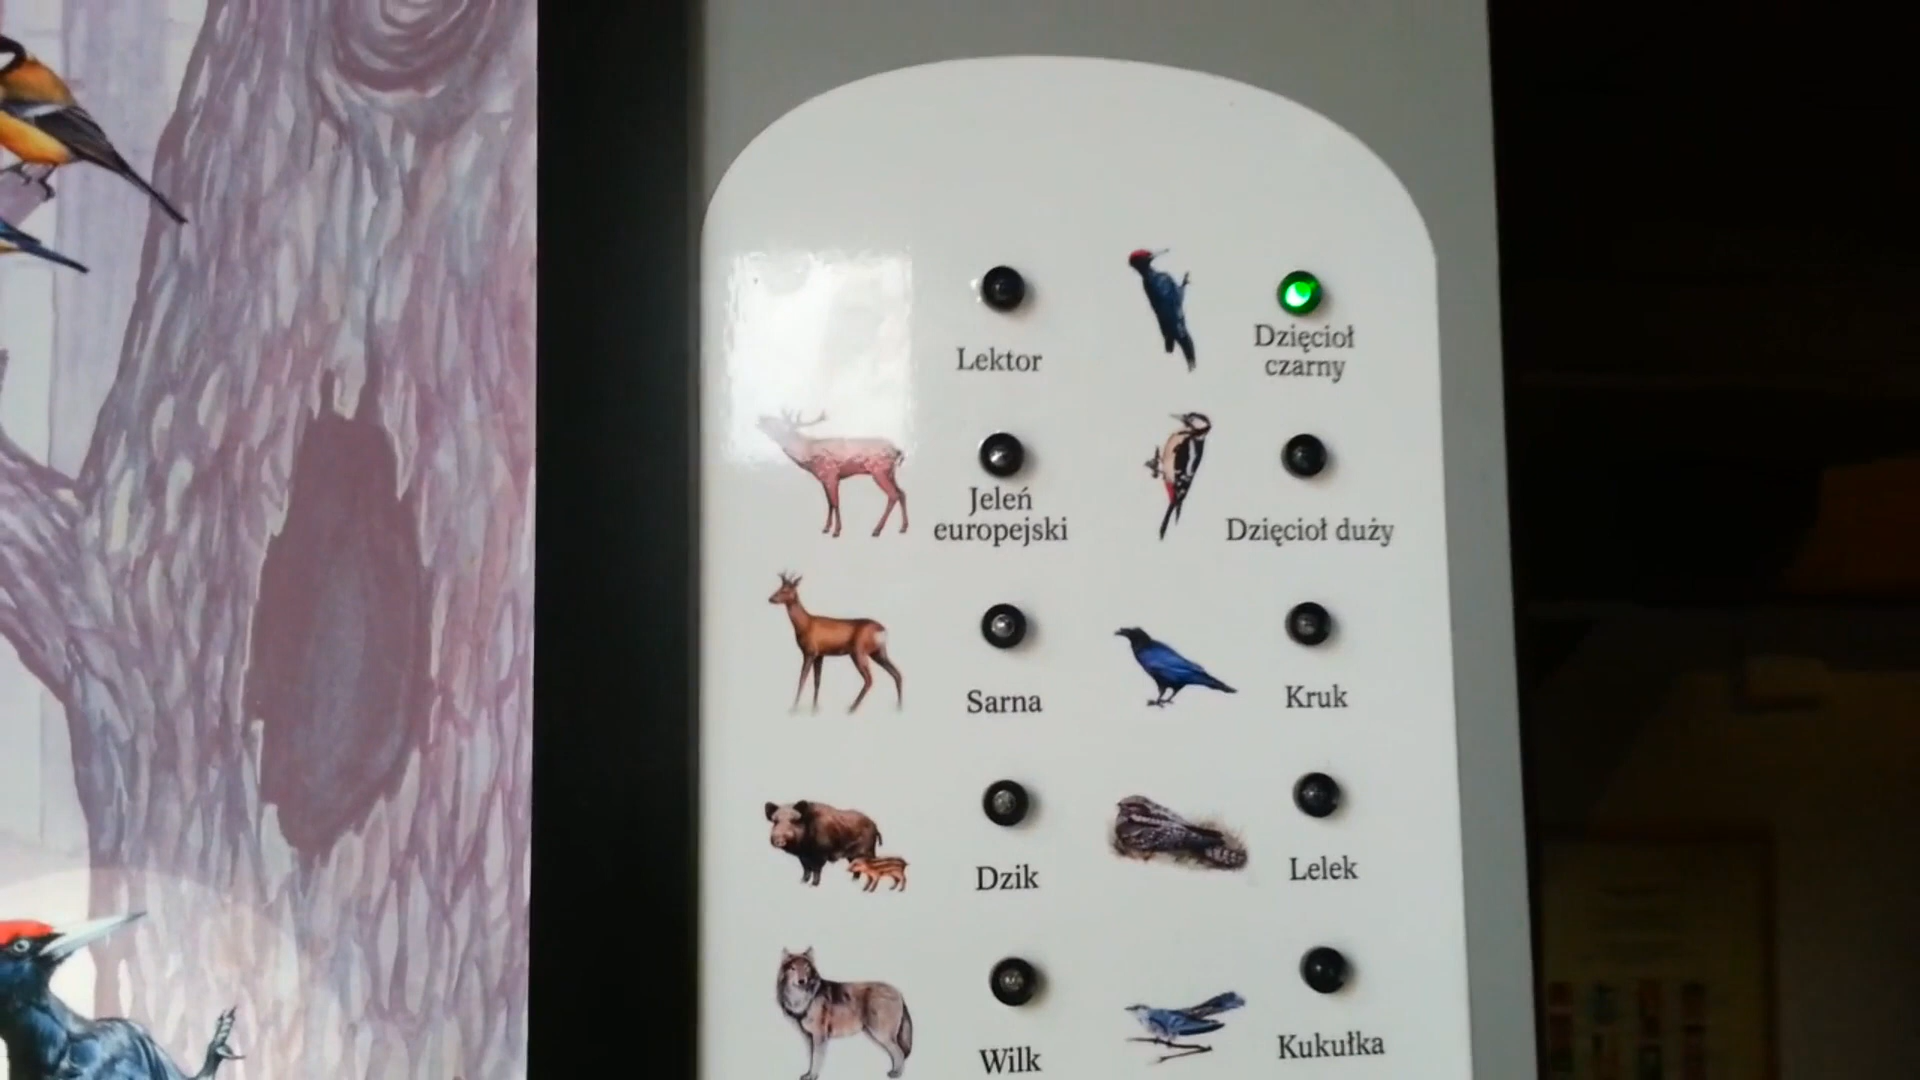 Lektor
Dzięcioł
czarny
Jeleń
europejski
Dzięcioł duży
Sarna
Kruk
Dzik
Lelek
Wilk
Kukułka